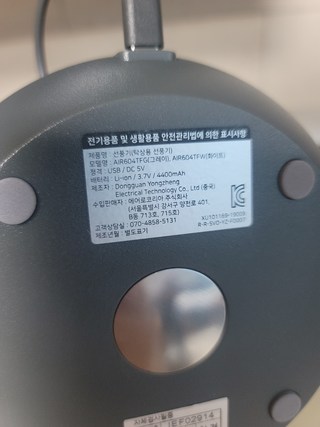 전기용품 및 생활용품 안전관리법에 의한 표시사항
제품명 : 선풍기(탁상용 선풍기)
모델명 : AIR604TFG(그레이), AIR604TFW(화이트)
정격 : USB / DC 5V
배터리 : Li-ion / 3.7V / 4400mAh
제조자 : Dongguan Yongzheng
Electrical Technology Co., Ltd (중국)
수입판매자 : 에어로코리아 주식회사
(서울특별시 강서구 양천로 401,
B동 713호, 715호)
고객상담실 : 070-4858-5131
제조년월 : 별도표기
EF02914